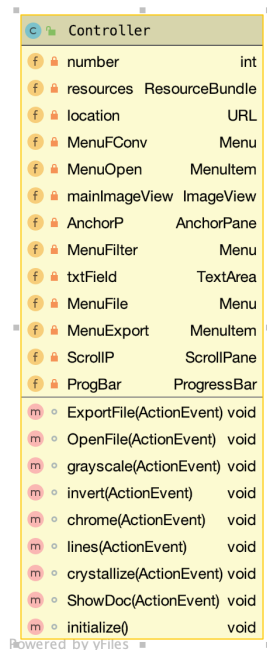 C Controller
f number int
f resources ResourceBundle
f location URL
f MenuFConv Menu
f MenuOpen MenuItem
f mainImageView ImageView
f AnchorP AnchorPane
f MenuFilter Menu
f txtField TextArea
f MenuFile Menu
f MenuExport MenuItem
f ScrollP ScrollPane
f ProgBar ProgressBar
m ExportFile(ActionEvent) void
m OpenFile(ActionEvent) void
m grayscale(ActionEvent) void
m invert(ActionEvent) void
m chrome(ActionEvent) void
m lines(ActionEvent) void
m crystallize(ActionEvent) void
m ShowDoc(ActionEvent) void
m initialize() void
Powered by yFiles